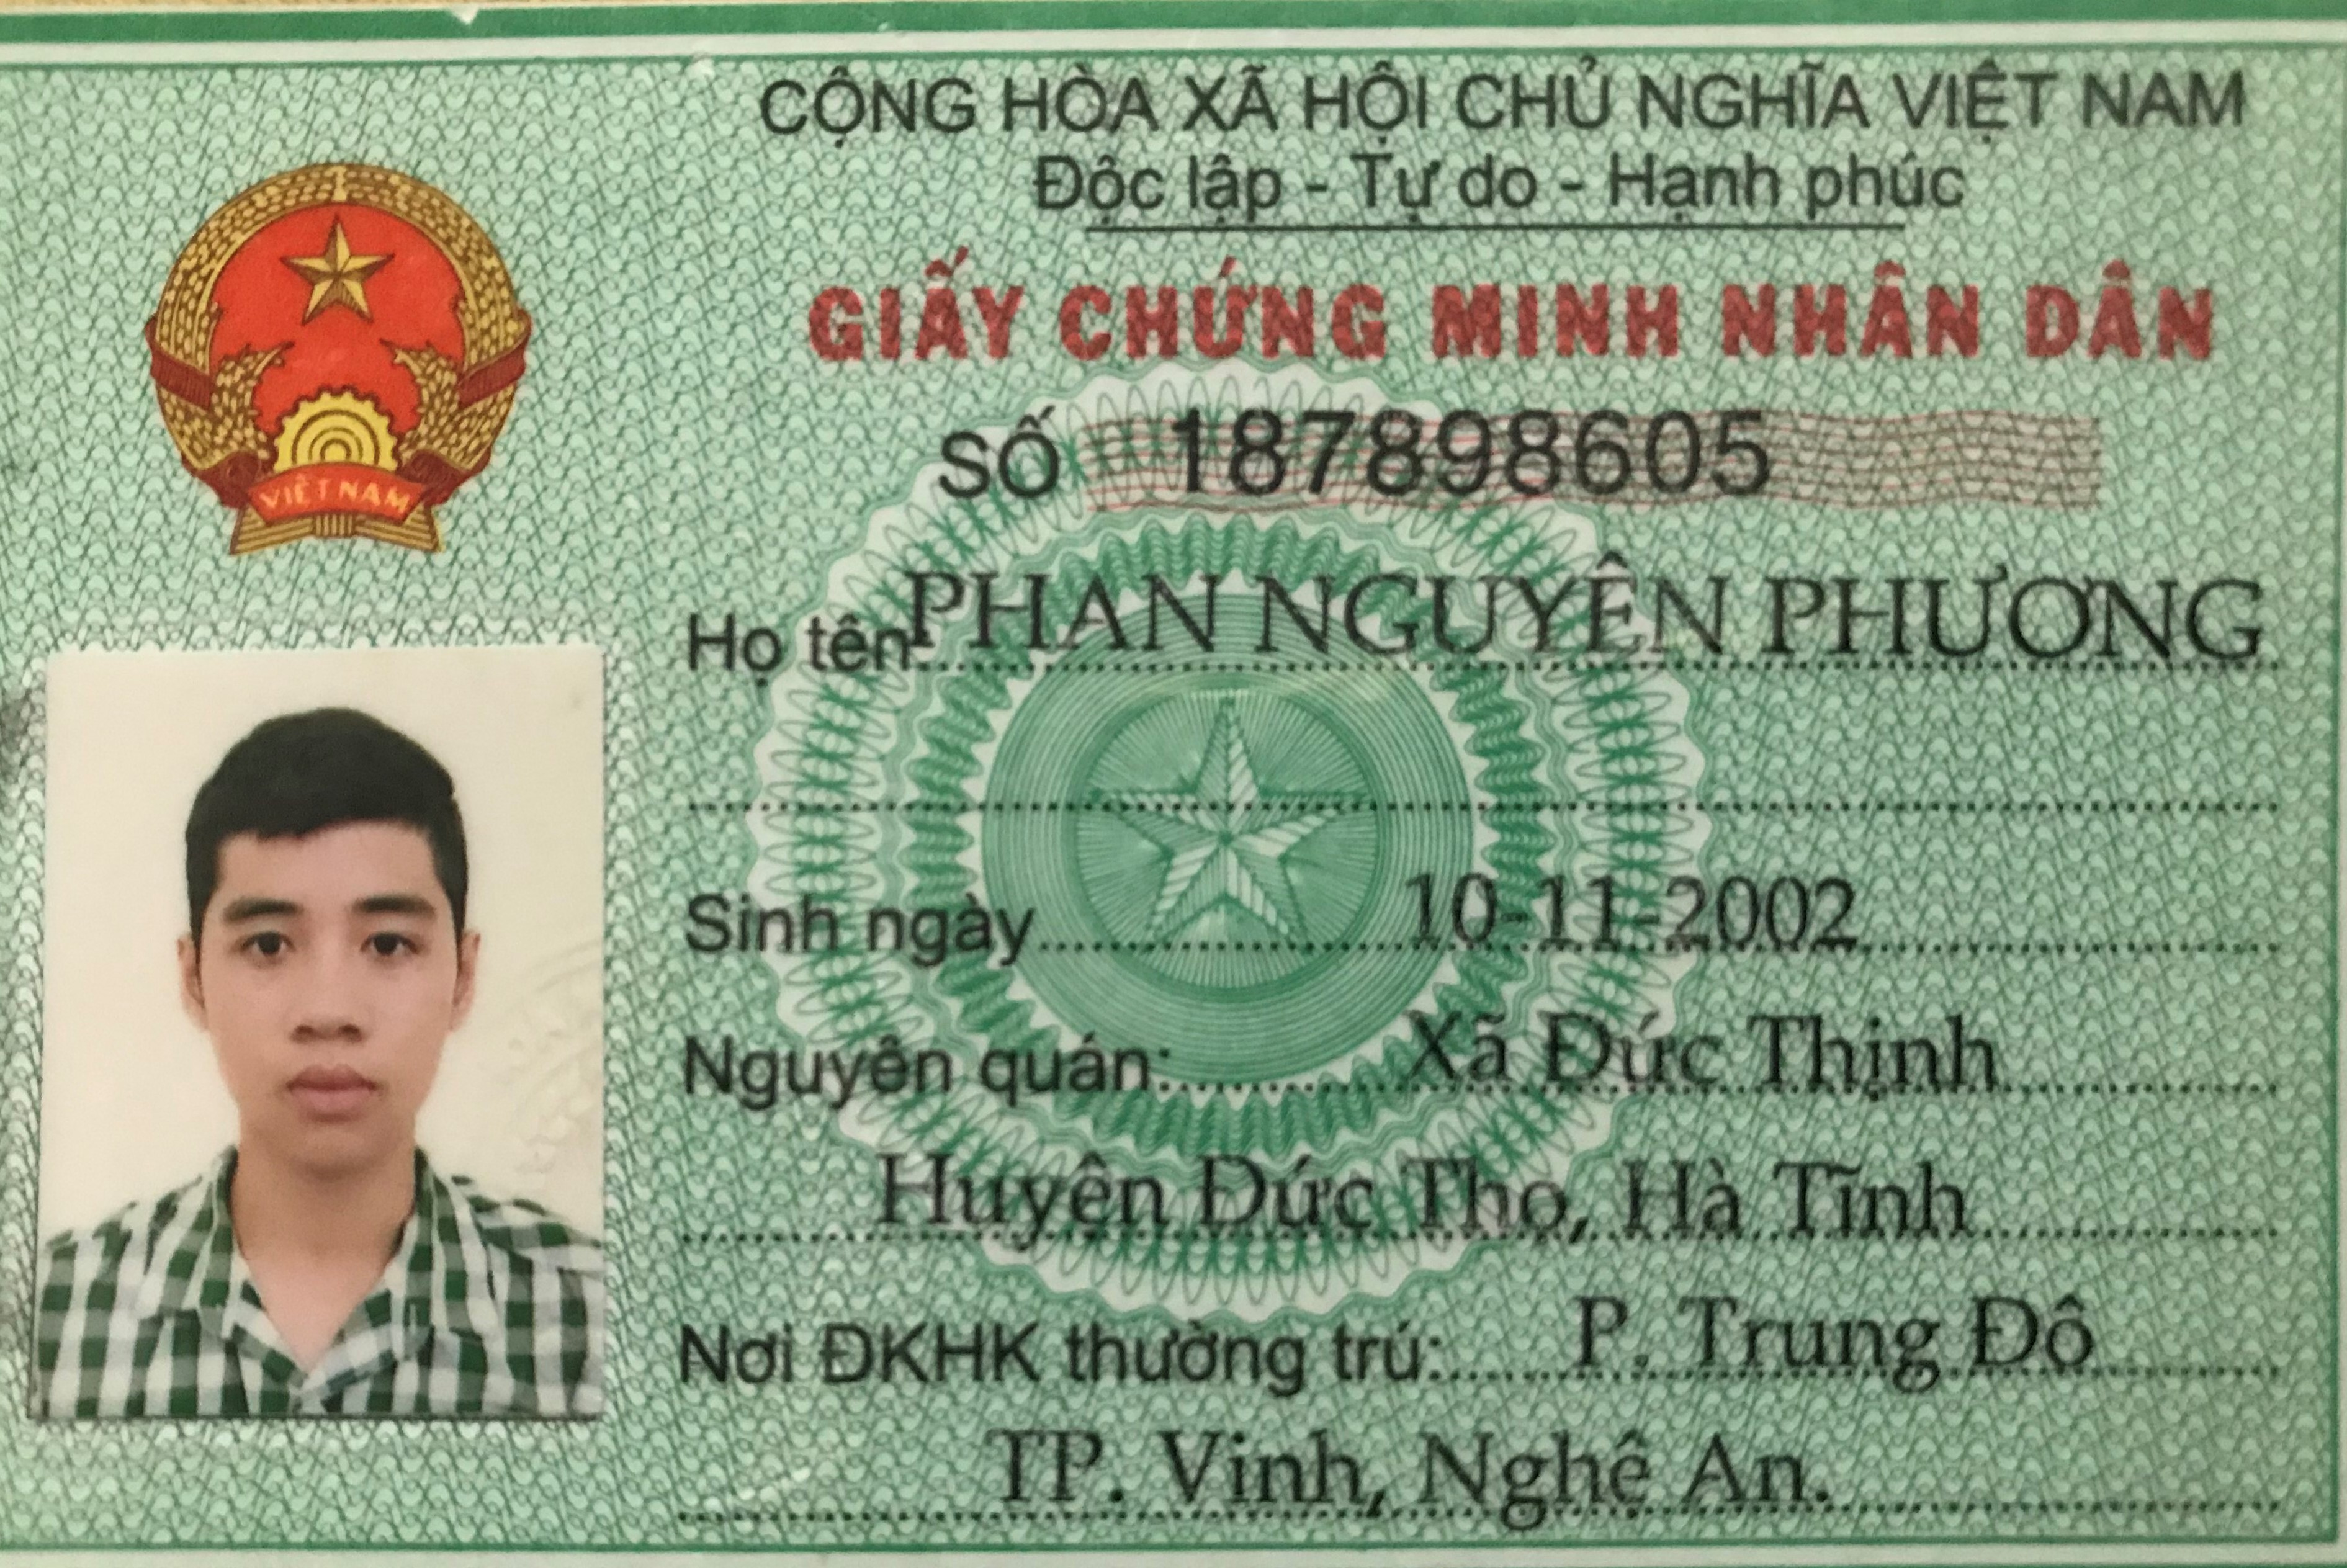 CỘNG HÒA XÃ HỘI CHỦ NGHĨA VIỆT NAM
Độc lập - Tự do - Hạnh phúc
GIẤY CHỨNG MINH NHÂN DÂN
VIỆT NAM
SỐ 187898605
Họ tên PHAN NGUYÊN PHƯƠNG
Sinh ngày 10-11-2002
Nguyên quán: Xã Đức Thịnh
Huyện Đức Thọ, Hà Tĩnh
Nơi ĐKHK thường trú: P. Trung Đô
TP. Vinh, Nghệ An.